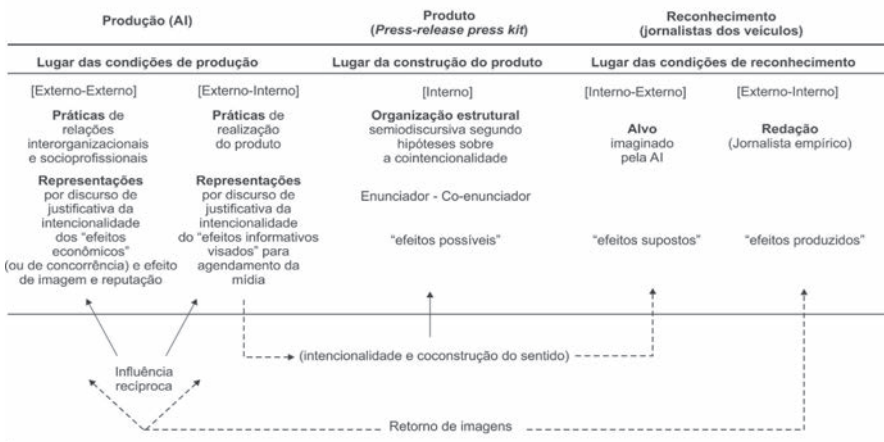 Produção (AI)
Produto
(Press-release press kit)
Reconhecimento
(jornalistas dos veículos)
Lugar das condições de produção
Lugar da construção do produto
Lugar das condições de reconhecimento
[Externo-Externo]
[Externo-Interno]
[Interno]
[Interno-Externo]
[Externo-Interno]
Práticas de
relações
interorganizacionais
e socioprofissionais
Práticas de
realização
do produto
Organização estrutural
semiodiscursiva segundo
hipóteses sobre
a cointencionalidade
Alvo
imaginado
pela AI
Redação
(Jornalista empírico)
Representações
por discurso de
justificativa da
intencionalidade
dos “efeitos
econômicos”
(ou de concorrência) e efeito
de imagem e reputação
Representações
por discurso de
justificativa da
intencionalidade
do “efeitos informativos
visados” para
agendamento da
mídia
Enunciador - Co-enunciador
“efeitos possíveis”
“efeitos supostos”
“efeitos produzidos”
(intencionalidade e coconstrução do sentido)
Influência
recíproca
Retorno de imagens